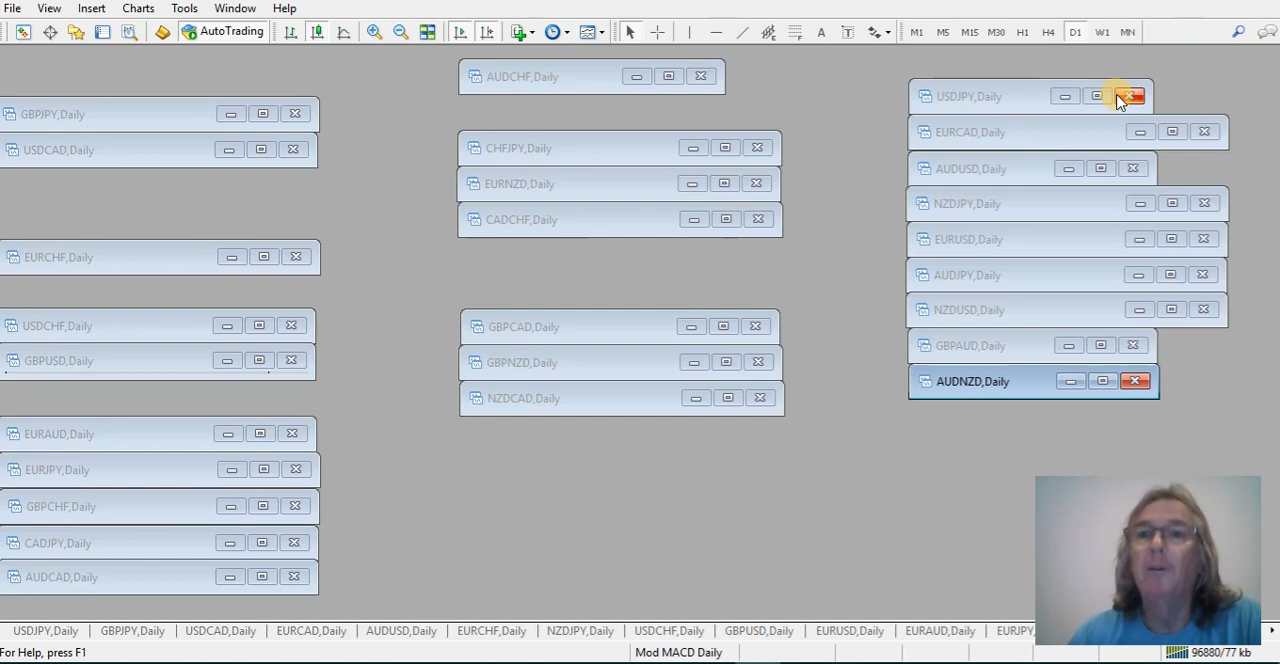 File View Insert Charts Tools Window Help
AutoTrading M1 M5 M15 M30 H1 H4 D1 W1 MN
GBPJPY,Daily
USDCAD,Daily
EURCHF,Daily
USDCHF,Daily
GBPUSD,Daily
EURAUD,Daily
EURJPY,Daily
GBPCHF,Daily
CADJPY,Daily
AUDCAD,Daily
AUDCHF,Daily
CHFJPY,Daily
EURNZD,Daily
CADCHF,Daily
GBPCAD,Daily
GBPNZD,Daily
NZDCAD,Daily
USDJPY,Daily
EURCAD,Daily
AUDUSD,Daily
NZDJPY,Daily
EURUSD,Daily
AUDJPY,Daily
NZDUSD,Daily
GBPAUD,Daily
AUDNZD,Daily
USDJPY,Daily GBPJPY,Daily USDCAD,Daily EURCAD,Daily AUDUSD,Daily EURCHF,Daily NZDJPY,Daily USDCHF,Daily GBPUSD,Daily EURUSD,Daily EURAUD,Daily EURJPY,
For Help, press F1 Mod MACD Daily 96880/77 kb